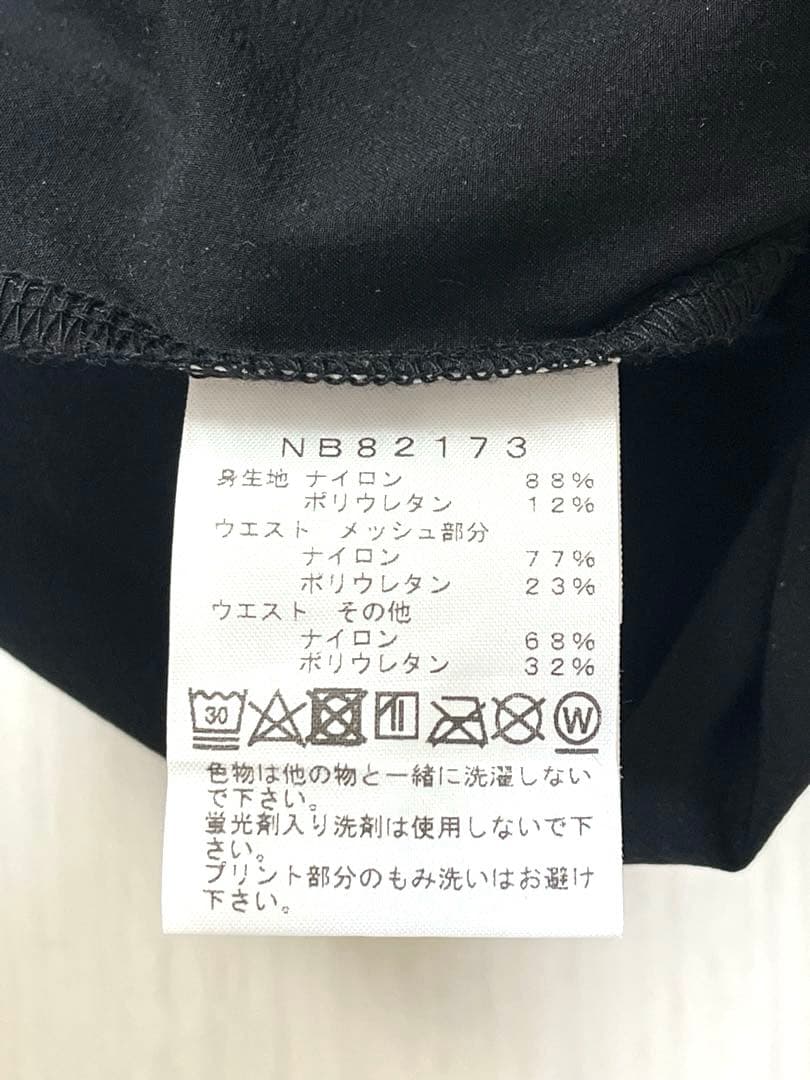 NB82173
身生地 ナイロン 88%
ポリウレタン 12%
ウエスト メッシュ部分
ナイロン 77%
ポリウレタン 23%
ウエスト その他
ナイロン 68%
ポリウレタン 32%
30 W
色物は他の物と一緒に洗濯しない
で下さい。
蛍光剤入り洗剤は使用しないで下
さい。
プリント部分のもみ洗いはお避け
下さい。